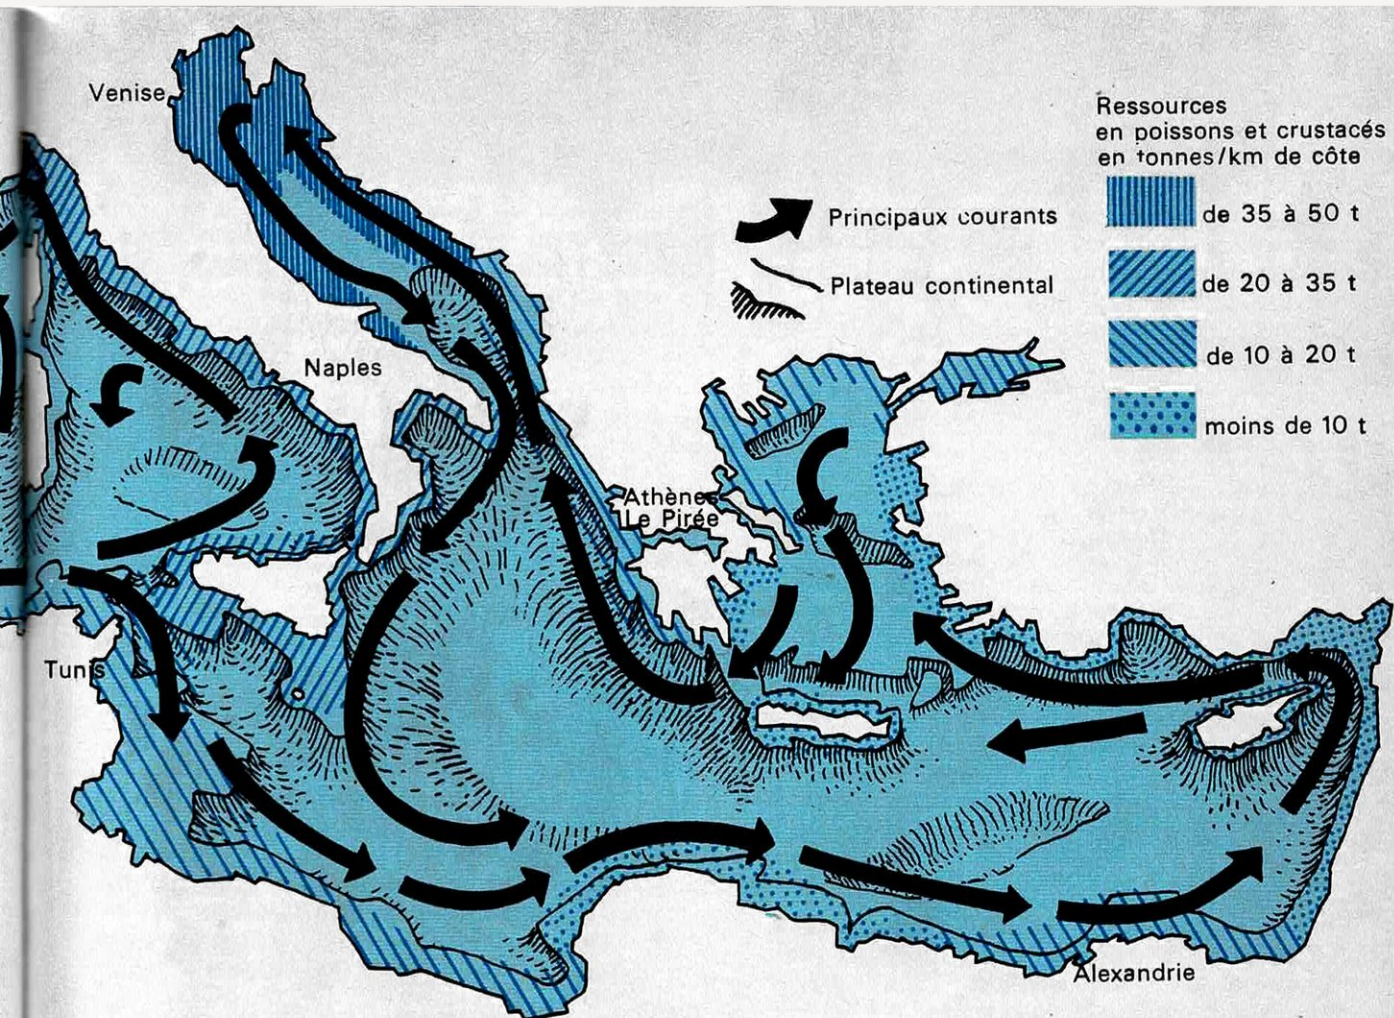 Venise
Ressources
en poissons et crustacés
en tonnes/km de côte
de 35 à 50 t
Principaux courants
de 20 à 35 t
Plateau continental
de 10 à 20 t
Naples
moins de 10 t
Athènes
Le Pirée
Tunis
Alexandrie